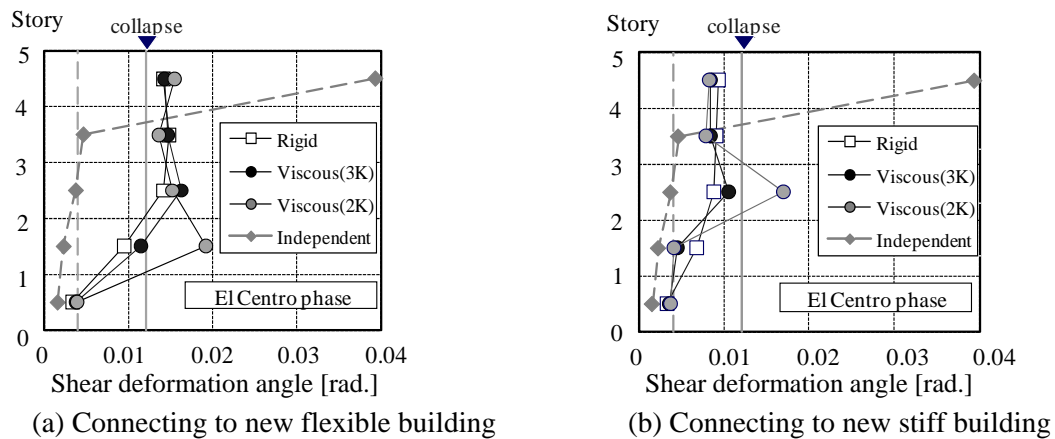 Story
collapse
5
4
3
2
1
0
Rigid
Viscous(3K)
Viscous(2K)
Independent
El Centro phase
0
0.01
0.02
0.03
0.04
Shear deformation angle [rad.]
(a) Connecting to new flexible building
Story
collapse
5
4
3
2
1
0
Rigid
Viscous(3K)
Viscous(2K)
Independent
El Centro phase
0
0.01
0.02
0.03
0.04
Shear deformation angle [rad.]
(b) Connecting to new stiff building